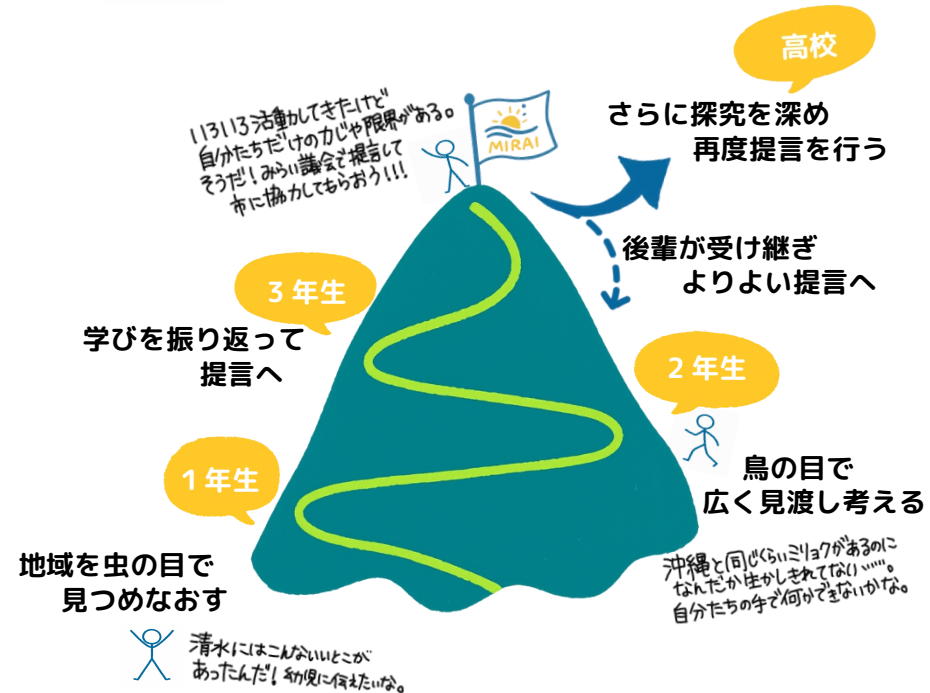 高校
さらに探究を深め
再度提言を行う
いろいろ活動してきたけど
自分たちだけの力じゃ限界がある。
そうだ！みらい議会で提言して
市に協力してもらおう！！！
MIRAI
後輩が受け継ぎ
よりよい提言へ
3年生
学びを振り返って
提言へ
2年生
鳥の目で
広く見渡し考える
沖縄と同じくらいミリョクがあるのに
なんだか生かしきれてない……。
自分たちの手で何かできないかな。
1年生
地域を虫の目で
見つめなおす
清水にはこんないいとこが
あったんだ！幼児に伝えたいな。